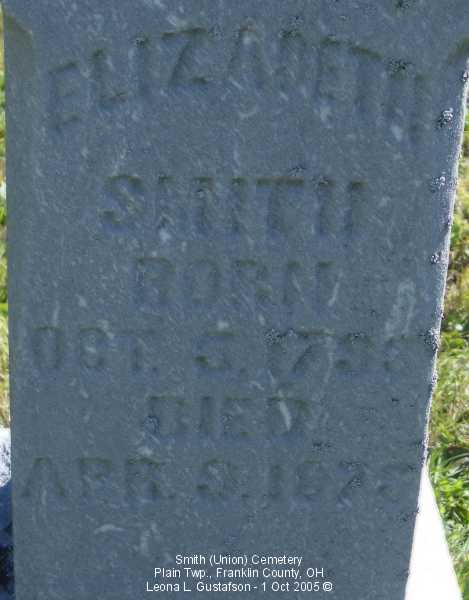 ELIZABETH
SMITH
BORN
OCT.
DIED
APR.
Smith (Union) Cemetery
Plain Twp., Franklin County, OH
Leona L. Gustafson - 1 Oct 2005 ©